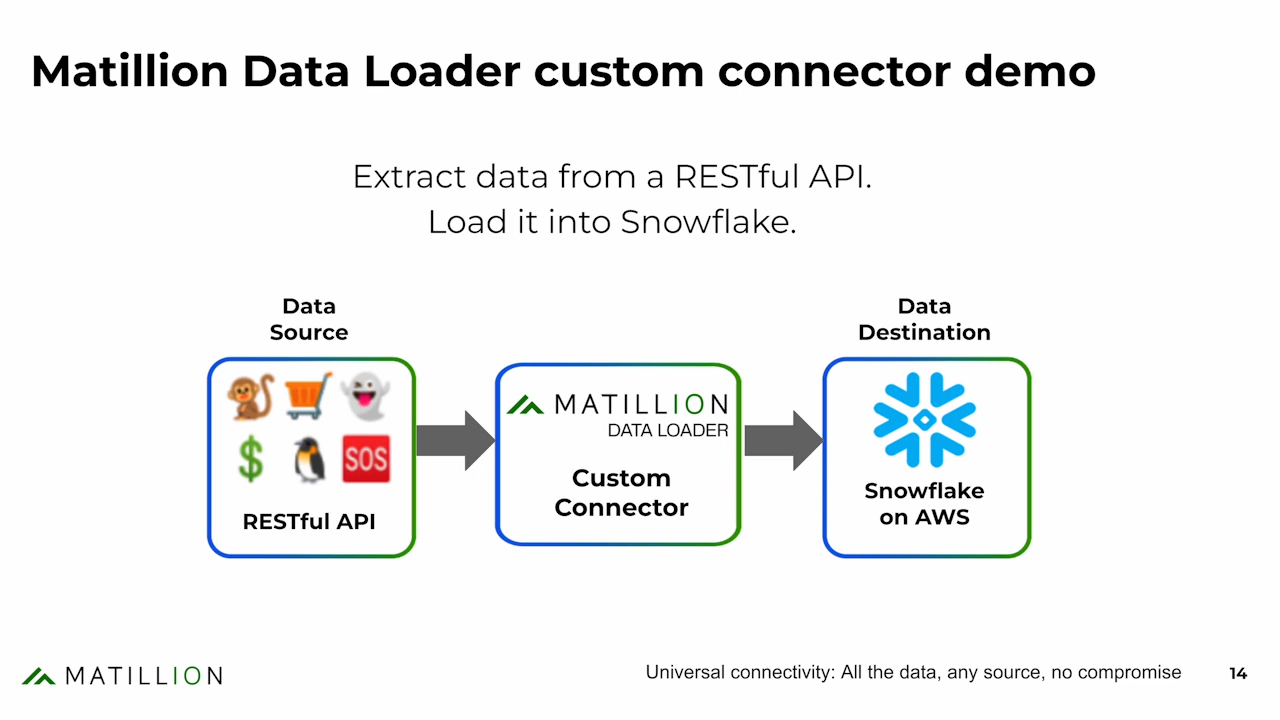 Matillion Data Loader custom connector demo
Extract data from a RESTful API.
Load it into Snowflake.
Data
Source
Data
Destination
$
SOS
RESTful API
MATILLION
DATA LOADER
Custom
Connector
Snowflake
on AWS
MATILLION
Universal connectivity: All the data, any source, no compromise
14